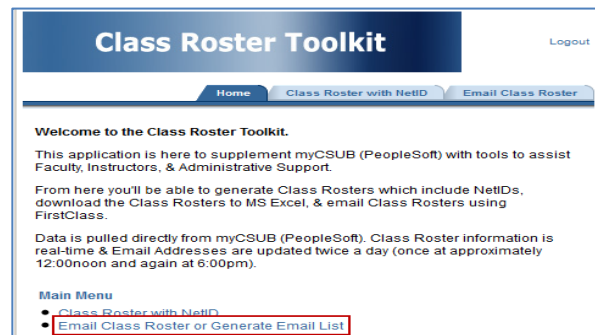 Class Roster Toolkit
Logout
Home Class Roster with NetID Email Class Roster
Welcome to the Class Roster Toolkit.
This application is here to supplement myCSUB (PeopleSoft) with tools to assist
Faculty, Instructors, & Administrative Support.
From here you'll be able to generate Class Rosters which include NetIDs,
download the Class Rosters to MS Excel, & email Class Rosters using
FirstClass.
Data is pulled directly from myCSUB (PeopleSoft). Class Roster information is
real-time & Email Addresses are updated twice a day (once at approximately
12:00noon and again at 6:00pm).
Main Menu
• Class Roster with NetID
• Email Class Roster or Generate Email List